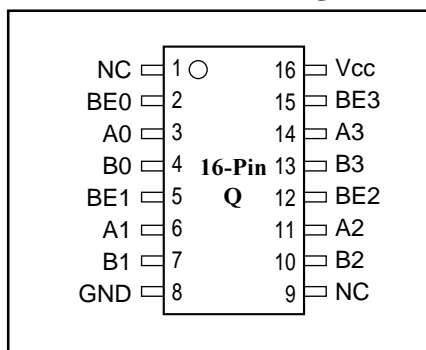 NC 1 16 Vcc
BE0 2 15 BE3
A0 3 14 A3
B0 4 16-Pin 13 B3
BE1 5 Q 12 BE2
A1 6 11 A2
B1 7 10 B2
GND 8 9 NC